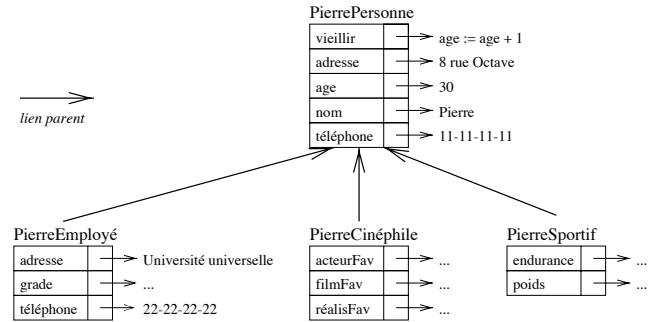 PierrePersonne
vieillir age := age + 1
adresse 8 rue Octave
age 30
nom Pierre
téléphone 11-11-11-11
lien parent
PierreEmployé
adresse Université universelle
grade ...
téléphone 22-22-22-22
PierreCinéphile
acteurFav ...
filmFav ...
réalisFav ...
PierreSportif
endurance ...
poids ...